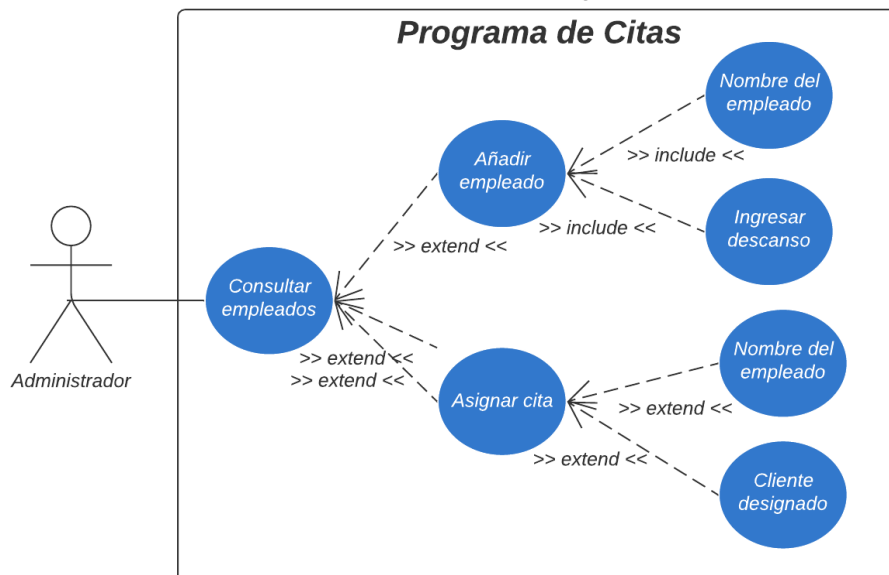 Programa de Citas
Nombre del
empleado
Añadir
empleado
>> include <<
Ingresar
descanso
>> include <<
>> extend <<
Consultar
empleados
Administrador
>> extend <<
>> extend <<
Asignar cita
Nombre del
empleado
>> extend <<
>> extend <<
Cliente
designado